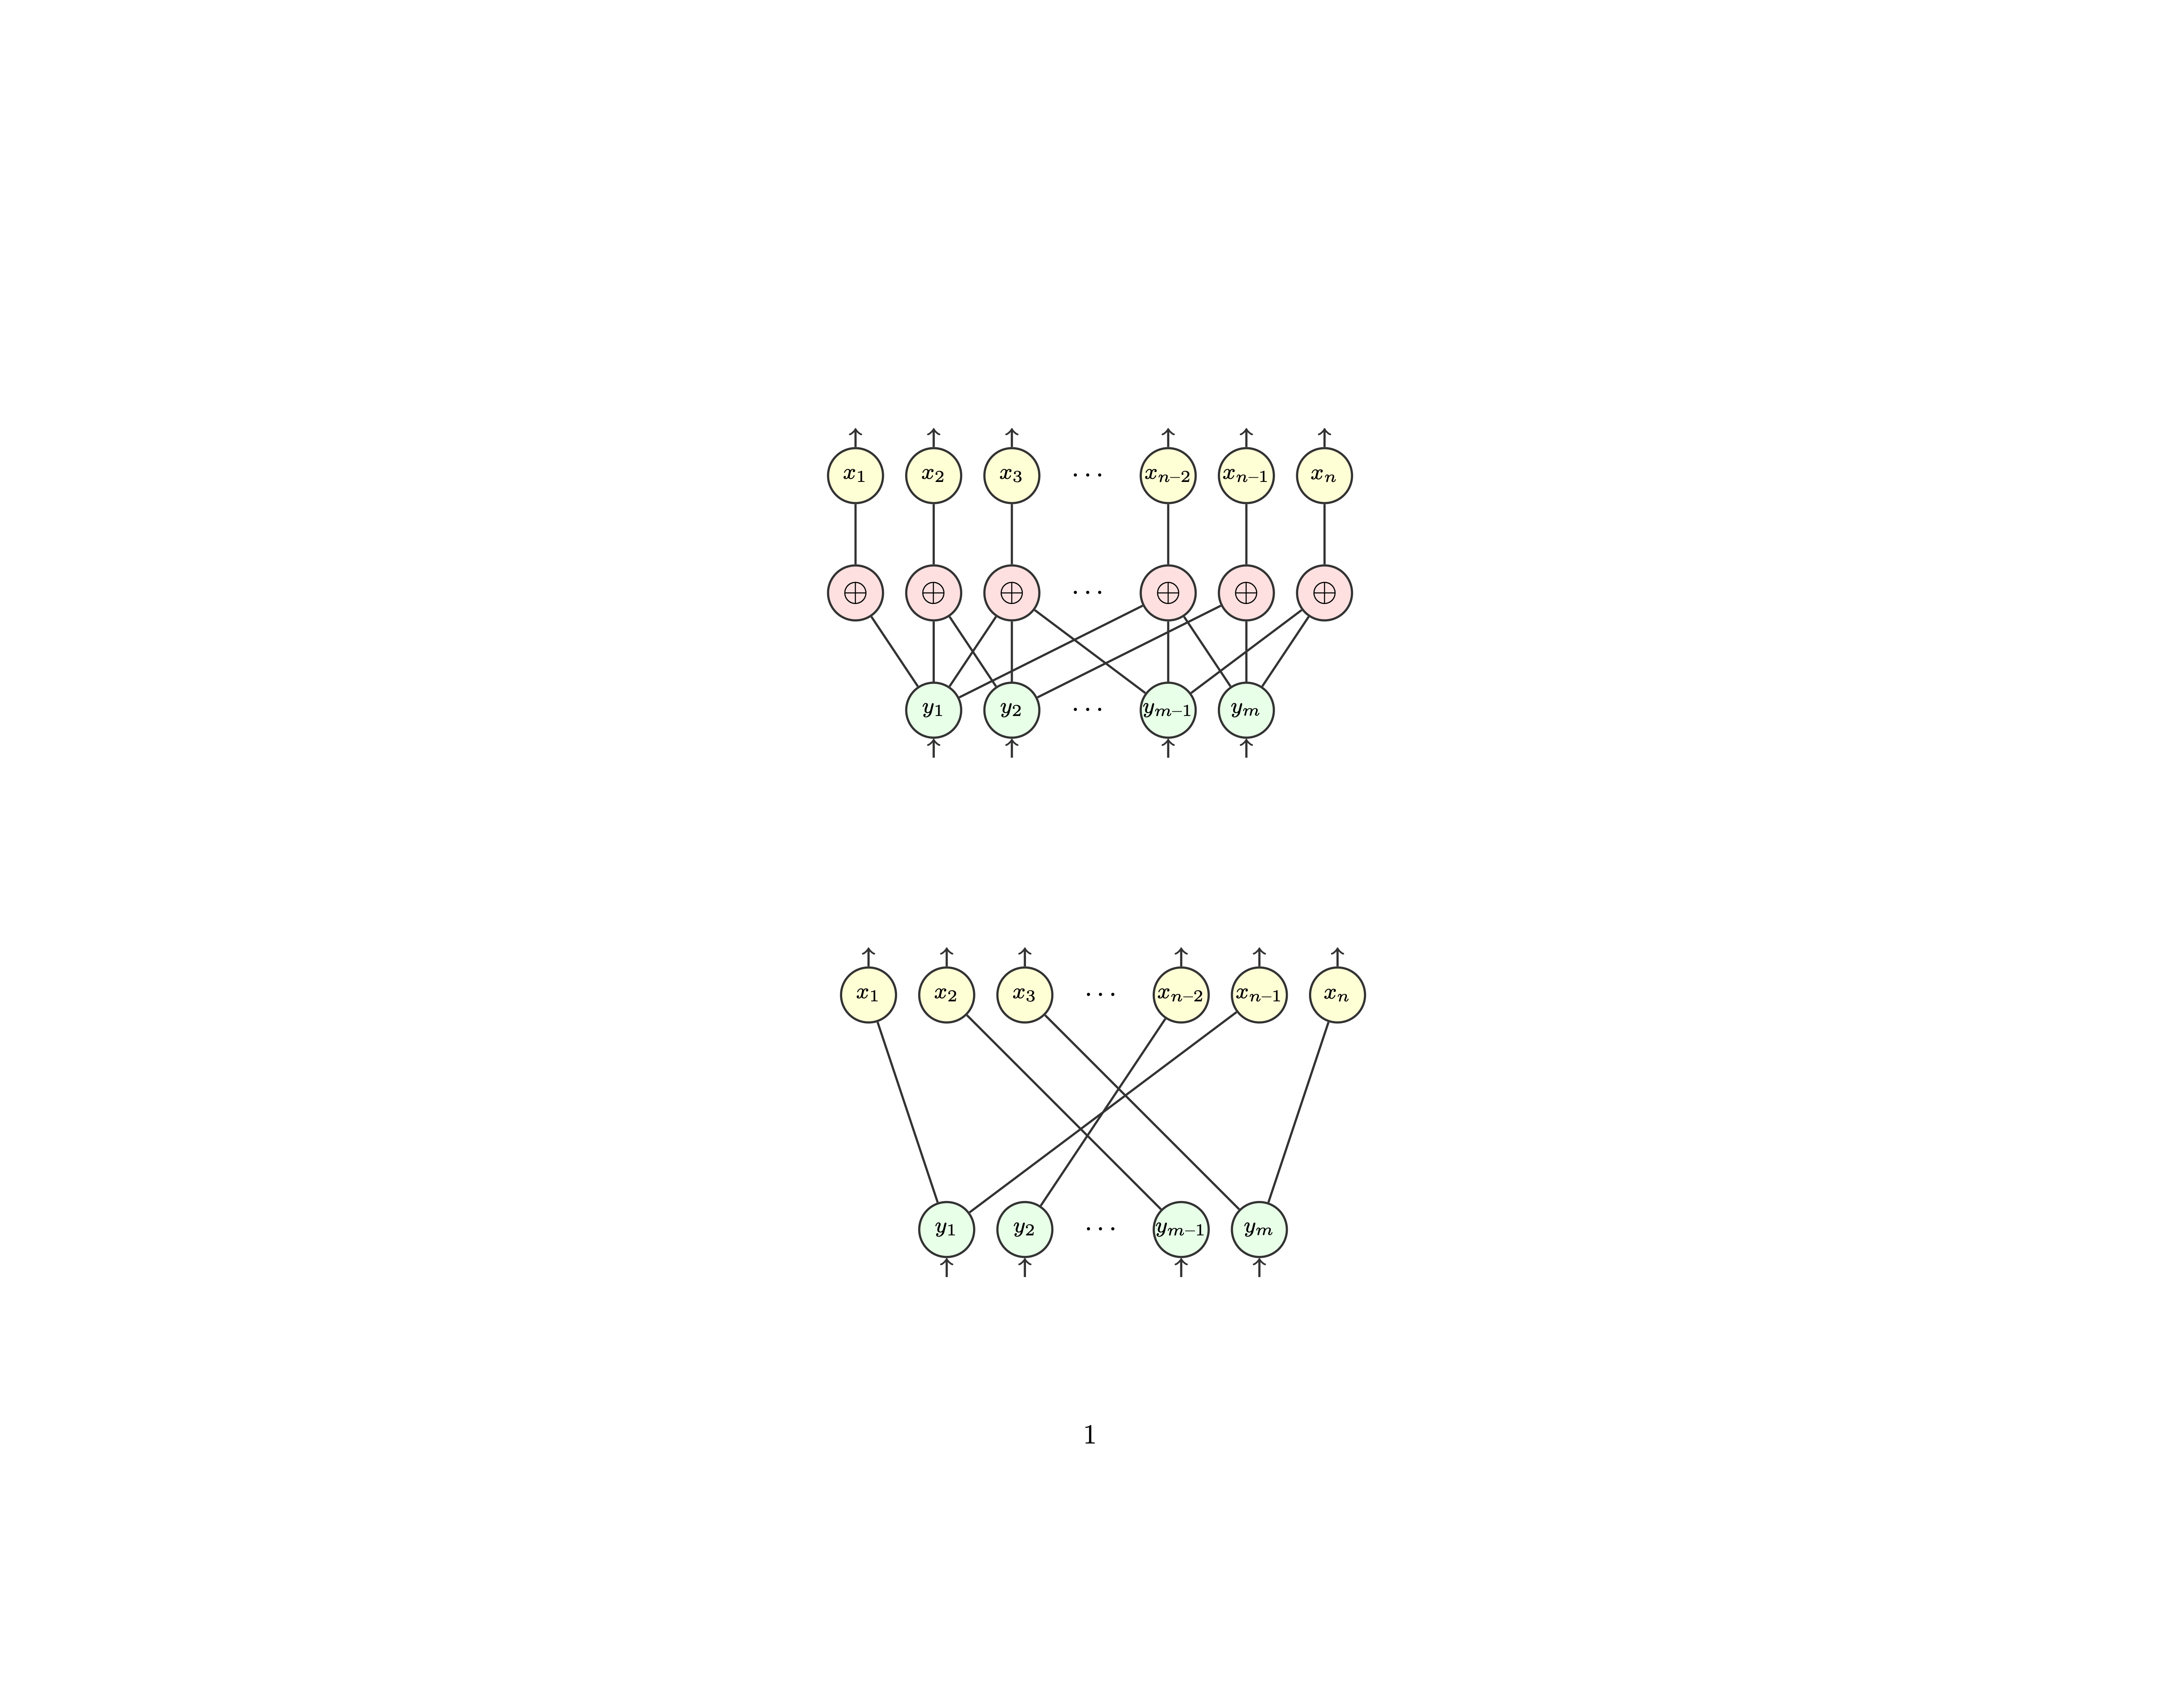 x₁ x₂ x₃ ⋯ xₙ₋₂ xₙ₋₁ xₙ
⊕ ⊕ ⊕ ⋯ ⊕ ⊕ ⊕
y₁ y₂ ⋯ yₘ₋₁ yₘ
x₁ x₂ x₃ ⋯ xₙ₋₂ xₙ₋₁ xₙ
y₁ y₂ ⋯ yₘ₋₁ yₘ
1